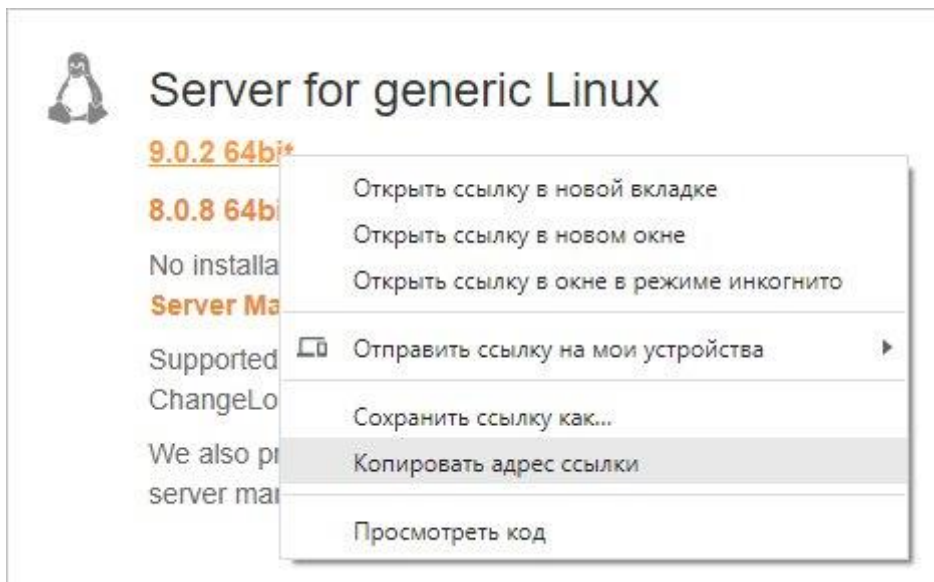 Server for generic Linux
9.0.2 64bit
8.0.8 64bi
No installa
Server Ma
Supported
ChangeLo
We also pr
server mar
Открыть ссылку в новой вкладке
Открыть ссылку в новом окне
Открыть ссылку в окне в режиме инкогнито
Отправить ссылку на мои устройства
Сохранить ссылку как...
Копировать адрес ссылки
Просмотреть код